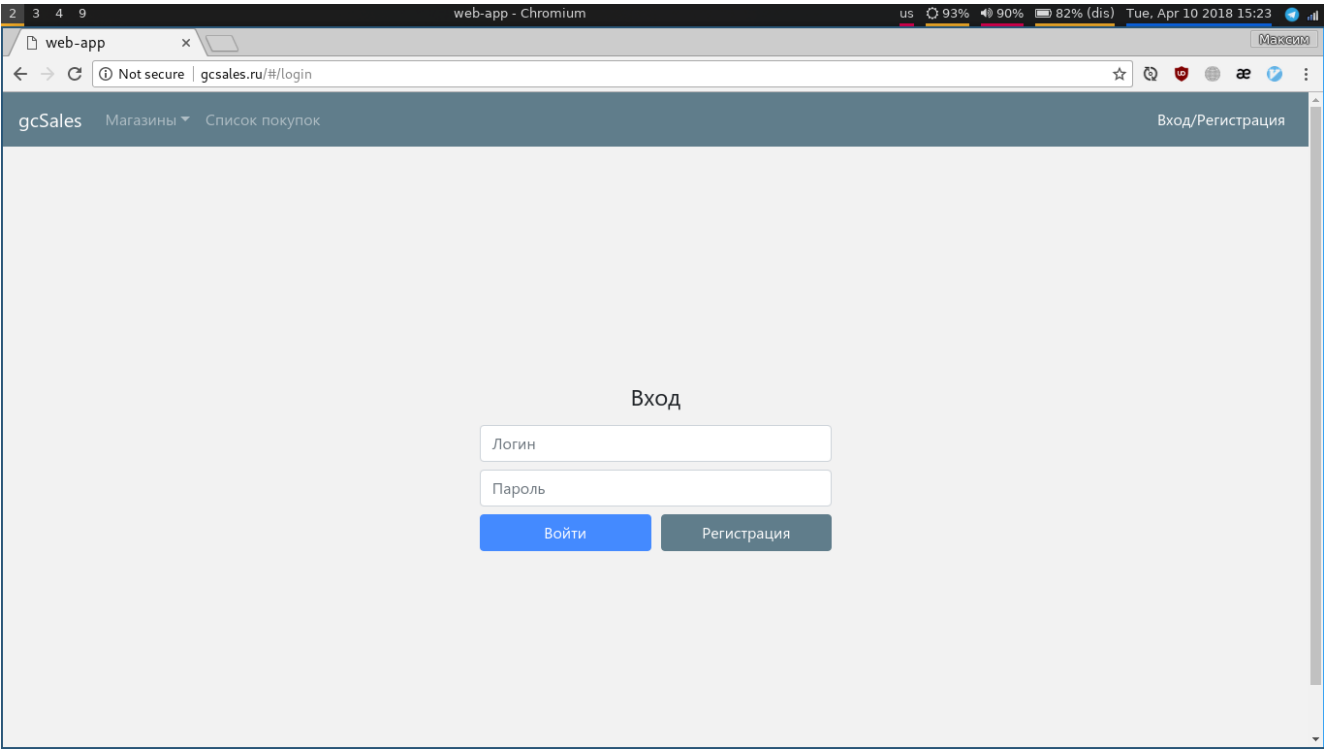 2 3 4 9 web-app - Chromium us 93% 90% 82% (dis) Tue, Apr 10 2018 15:23
web-app Максим
Not secure gcsales.ru/#/login
gcSales Магазины Список покупок Вход/Регистрация
Вход
Логин
Пароль
Войти Регистрация